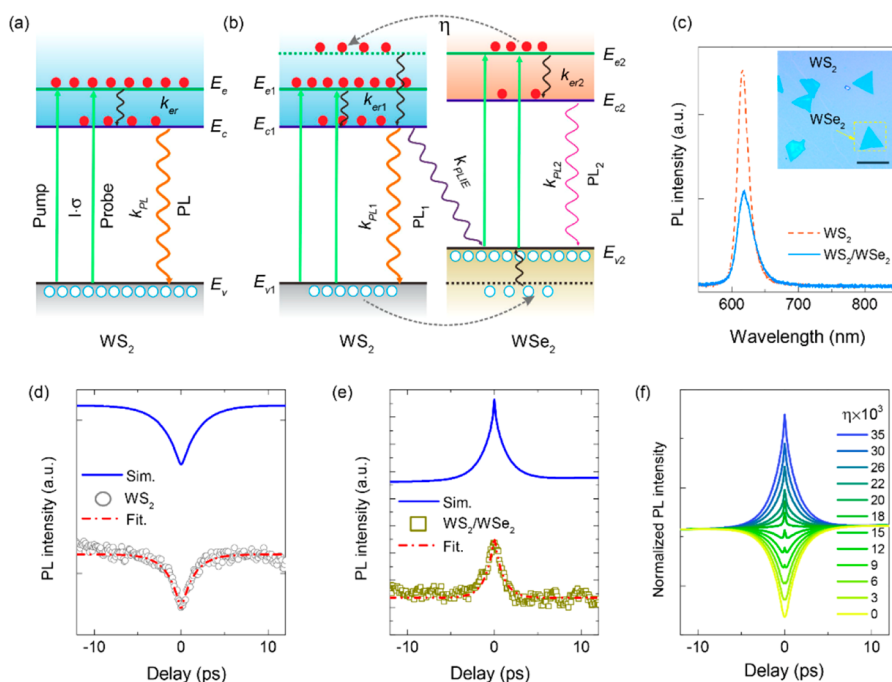 (a)
E_e
k_er
E_c
Pump
I·σ
Probe
k_PL
PL
E_v
WS₂
(b)
η
E_e1
k_er1
E_c1
k_PL1
PL₁
k_PLIE
E_v1
WS₂
E_e2
k_er2
E_c2
k_PL2
PL₂
E_v2
WSe₂
(c)
PL intensity (a.u.)
WS₂
WSe₂
WS₂
WS₂/WSe₂
600
700
800
Wavelength (nm)
(d)
PL intensity (a.u.)
Sim.
WS₂
Fit.
-10
0
10
Delay (ps)
(e)
PL intensity (a.u.)
Sim.
WS₂/WSe₂
Fit.
-10
0
10
Delay (ps)
(f)
Normalized PL intensity
η×10³
35
30
26
22
20
18
15
12
9
6
3
0
-10
0
10
Delay (ps)